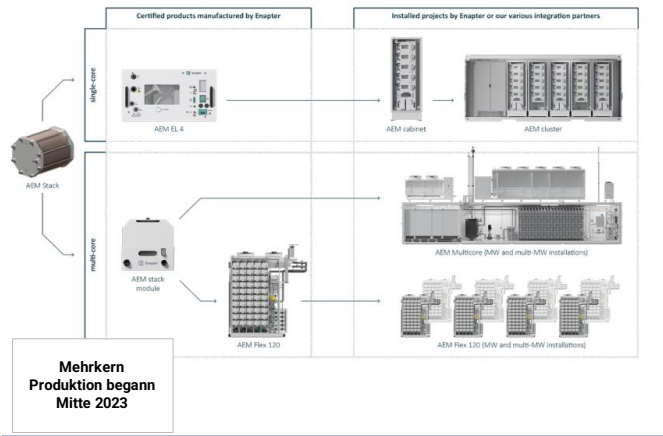 Certified products manufactured by Enapter
Installed projects by Enapter or our various integration partners
single-core
AEM EL 4
AEM cabinet
AEM cluster
AEM Stack
multi-core
Enapter
AEM stack
module
AEM Flex 120
AEM Multicore (MW and multi-MW installations)
AEM Flex 120 (MW and multi-MW installations)
Mehrkern
Produktion begann
Mitte 2023